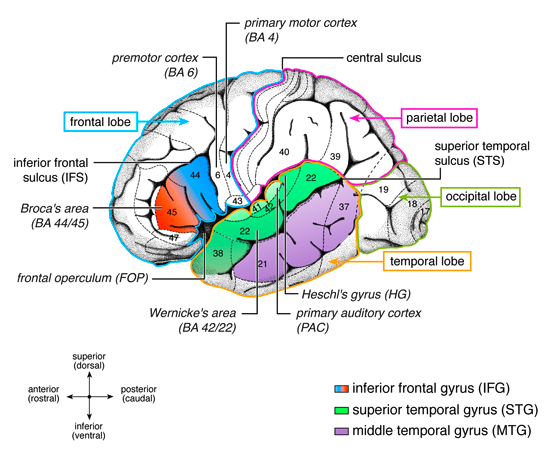 primary motor cortex
(BA 4)
premotor cortex
(BA 6)
central sulcus
frontal lobe
parietal lobe
inferior frontal
sulcus (IFS)
superior temporal
sulcus (STS)
Broca's area
(BA 44/45)
occipital lobe
temporal lobe
frontal operculum (FOP)
Wernicke's area
(BA 42/22)
Heschl's gyrus (HG)
primary auditory cortex
(PAC)
44
6
4
40
39
22
43
41
42
45
47
22
37
19
18
17
38
21
superior
(dorsal)
anterior
(rostral)
posterior
(caudal)
inferior
(ventral)
inferior frontal gyrus (IFG)
superior temporal gyrus (STG)
middle temporal gyrus (MTG)